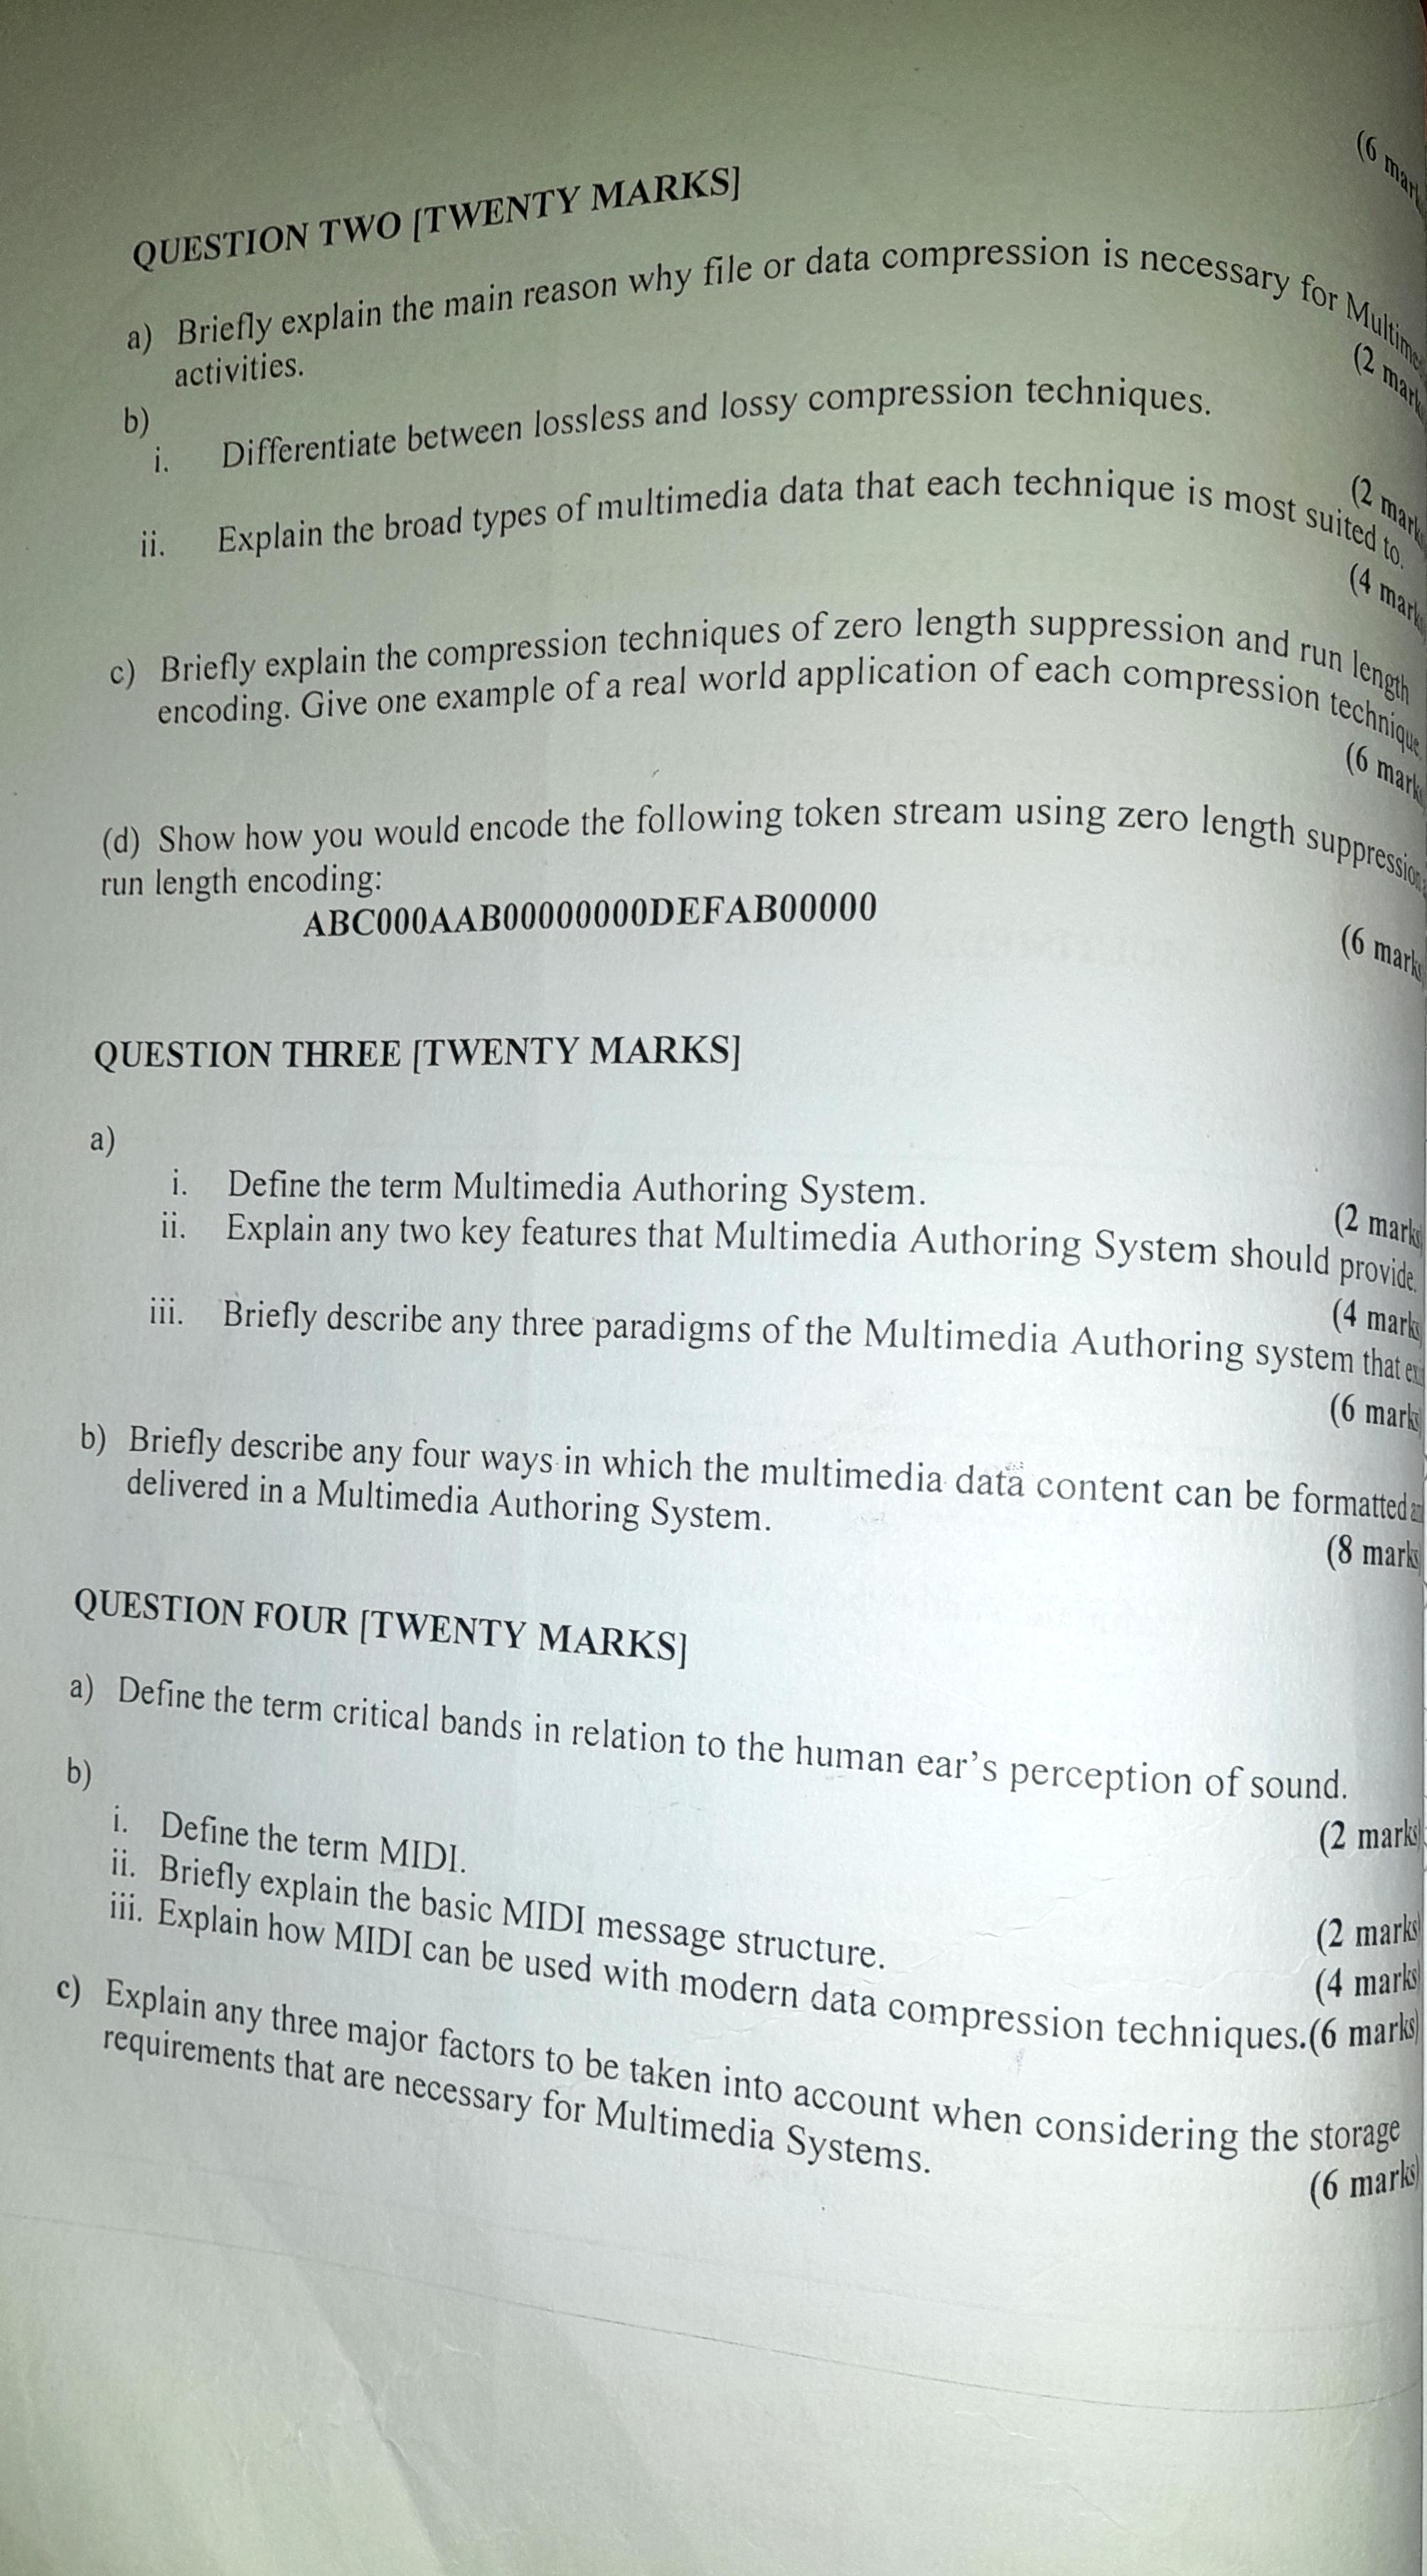 (6 mark
QUESTION TWO [TWENTY MARKS]
a) Briefly explain the main reason why file or data compression is necessary for Multime
activities.
(2 mark
b)
i. Differentiate between lossless and lossy compression techniques.
(2 mark
ii. Explain the broad types of multimedia data that each technique is most suited to.
(4 mark
c) Briefly explain the compression techniques of zero length suppression and run length
encoding. Give one example of a real world application of each compression technique.
(6 mark
(d) Show how you would encode the following token stream using zero length suppression
run length encoding:
ABC000AAB00000000DEFAB00000
(6 mark
QUESTION THREE [TWENTY MARKS]
a)
i. Define the term Multimedia Authoring System.
(2 marks
ii. Explain any two key features that Multimedia Authoring System should provide.
(4 marks
iii. Briefly describe any three paradigms of the Multimedia Authoring system that
(6 marks
b) Briefly describe any four ways in which the multimedia data content can be formatted
delivered in a Multimedia Authoring System.
(8 marks
QUESTION FOUR [TWENTY MARKS]
a) Define the term critical bands in relation to the human ear's perception of sound.
(2 marks)
b)
i. Define the term MIDI.
(2 marks)
ii. Briefly explain the basic MIDI message structure.
(4 marks)
iii. Explain how MIDI can be used with modern data compression techniques.(6 marks)
c) Explain any three major factors to be taken into account when considering the storage
requirements that are necessary for Multimedia Systems.
(6 marks)